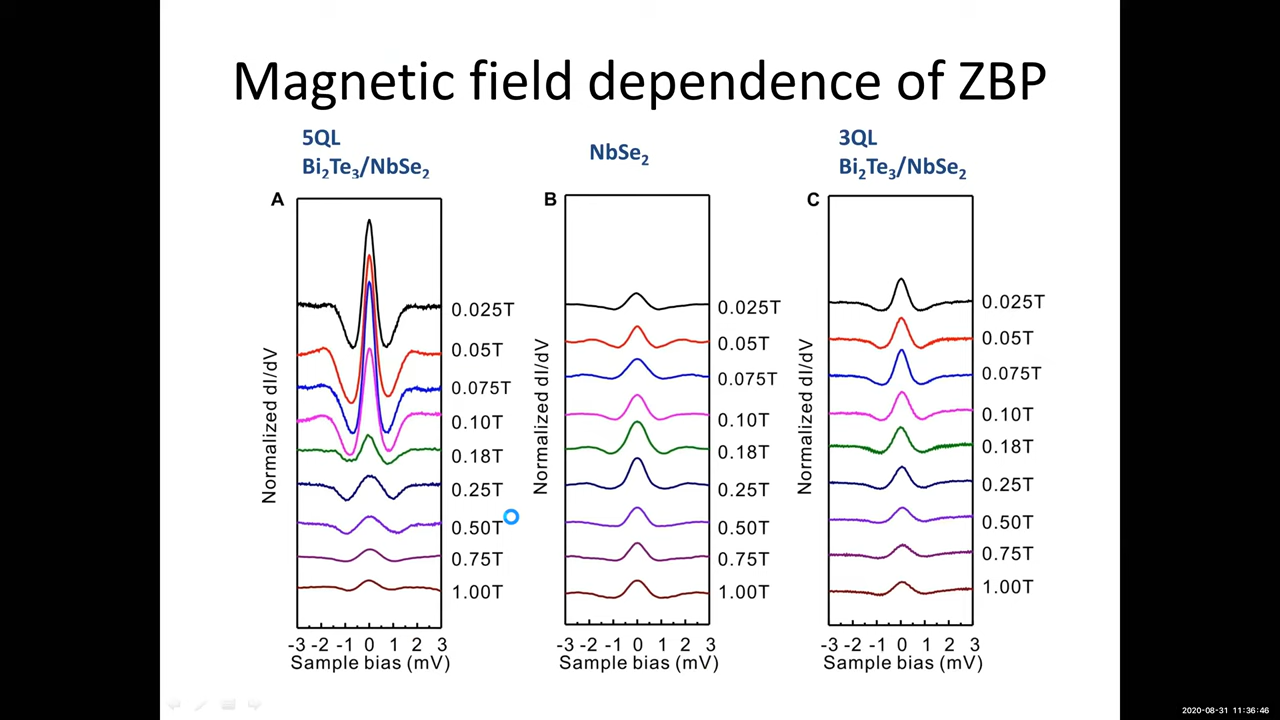 Magnetic field dependence of ZBP
5QL
Bi₂Te₃/NbSe₂
NbSe₂
3QL
Bi₂Te₃/NbSe₂
A
Normalized dI/dV
0.025T
0.05T
0.075T
0.10T
0.18T
0.25T
0.50T
0.75T
1.00T
-3 -2 -1 0 1 2 3
Sample bias (mV)
B
Normalized dI/dV
0.025T
0.05T
0.075T
0.10T
0.18T
0.25T
0.50T
0.75T
1.00T
-3 -2 -1 0 1 2 3
Sample bias (mV)
C
Normalized dI/dV
0.025T
0.05T
0.075T
0.10T
0.18T
0.25T
0.50T
0.75T
1.00T
-3 -2 -1 0 1 2 3
Sample bias (mV)
2020-08-31 11:36:46